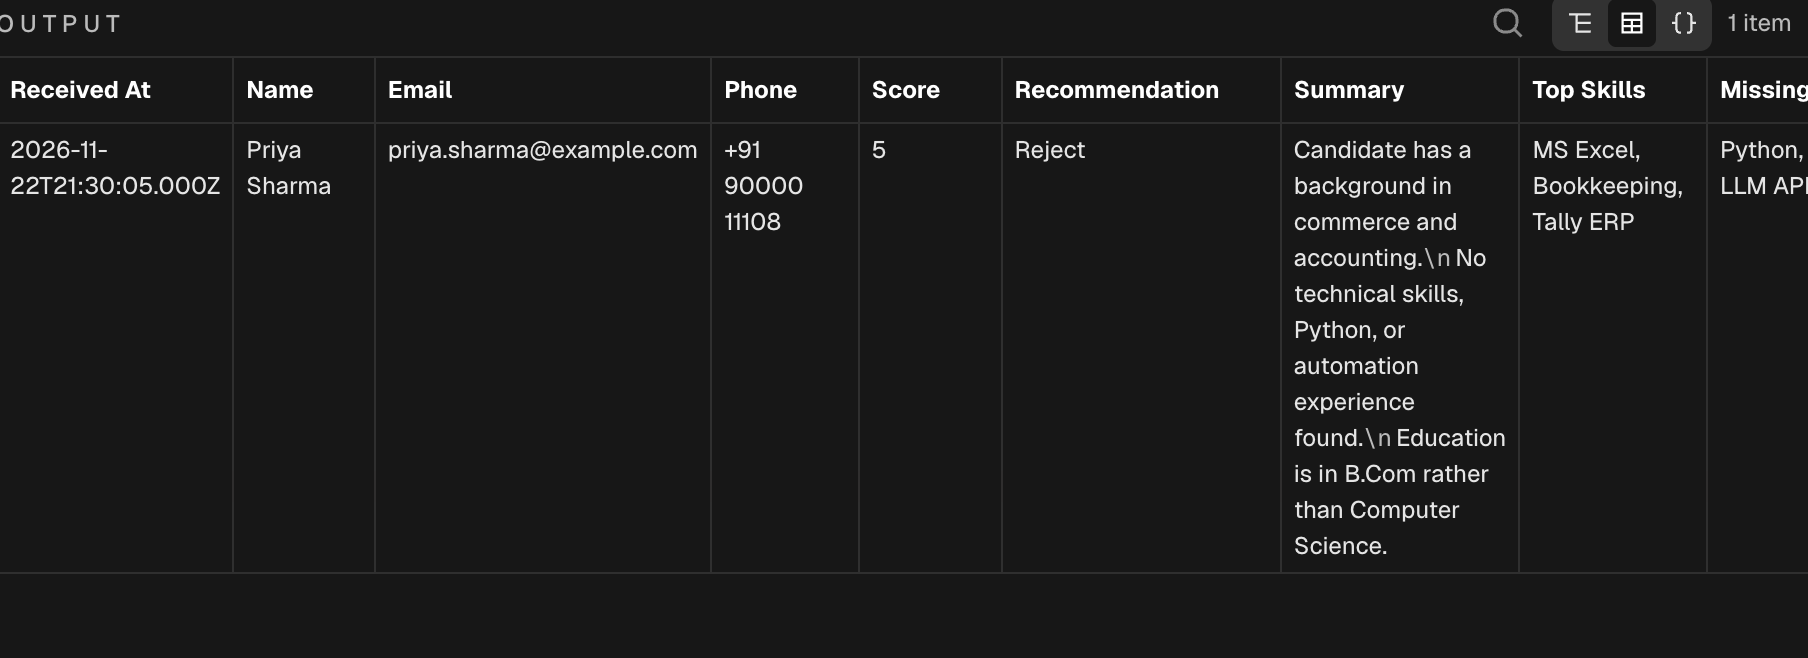 OUTPUT
1 item
Received At
Name
Email
Phone
Score
Recommendation
Summary
Top Skills
Missing
2026-11-
22T21:30:05.000Z
Priya
Sharma
priya.sharma@example.com
+91
90000
11108
5
Reject
Candidate has a
background in
commerce and
accounting.\n No
technical skills,
Python, or
automation
experience
found.\n Education
is in B.Com rather
than Computer
Science.
MS Excel,
Bookkeeping,
Tally ERP
Python,
LLM API